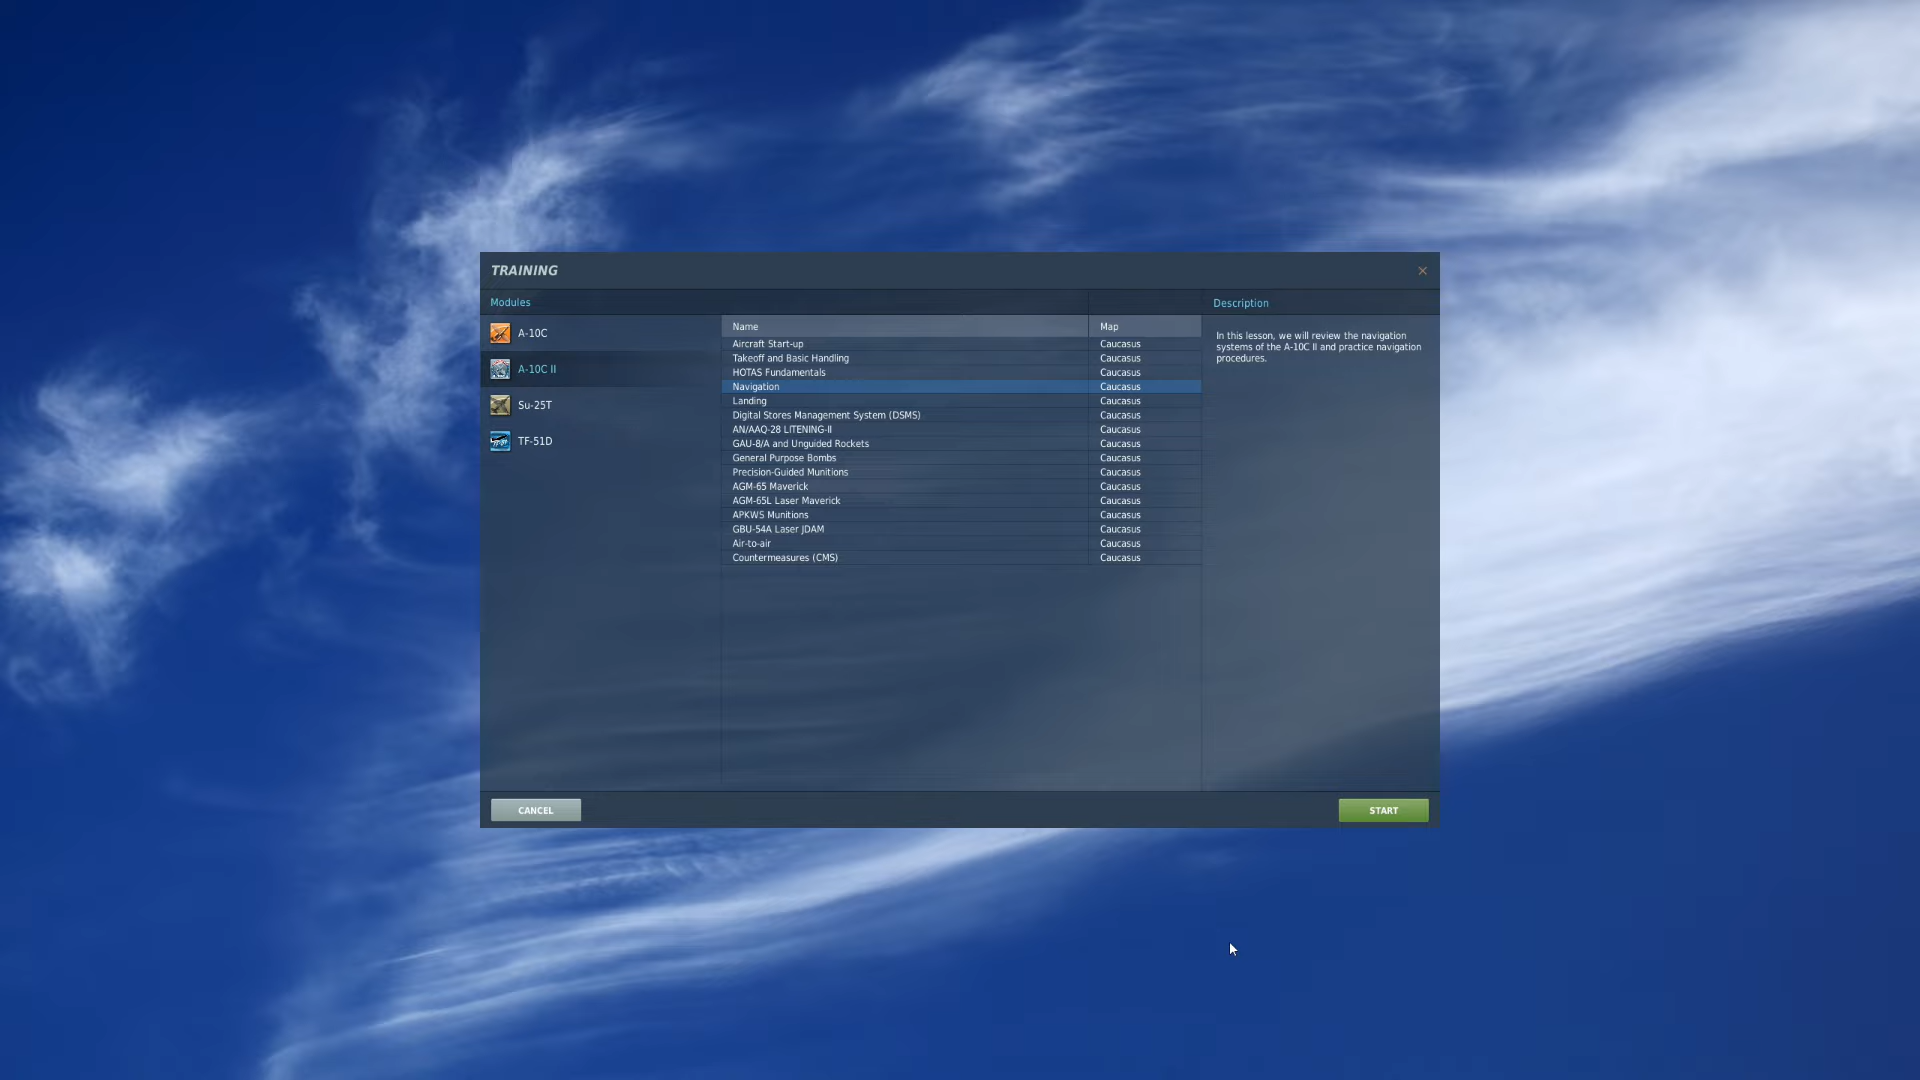 TRAINING
Modules
Description
A-10C
A-10C II
Su-25T
TF-51D
Name Map
Aircraft Start-up Caucasus
Takeoff and Basic Handling Caucasus
HOTAS Fundamentals Caucasus
Navigation Caucasus
Landing Caucasus
Digital Stores Management System (DSMS) Caucasus
AN/AAQ-28 LITENING-II Caucasus
GAU-8/A and Unguided Rockets Caucasus
General Purpose Bombs Caucasus
Precision-Guided Munitions Caucasus
AGM-65 Maverick Caucasus
AGM-65L Laser Maverick Caucasus
APKWS Munitions Caucasus
GBU-54A Laser JDAM Caucasus
Air-to-air Caucasus
Countermeasures (CMS) Caucasus
In this lesson, we will review the navigation
systems of the A-10C II and practice navigation
procedures.
CANCEL
START